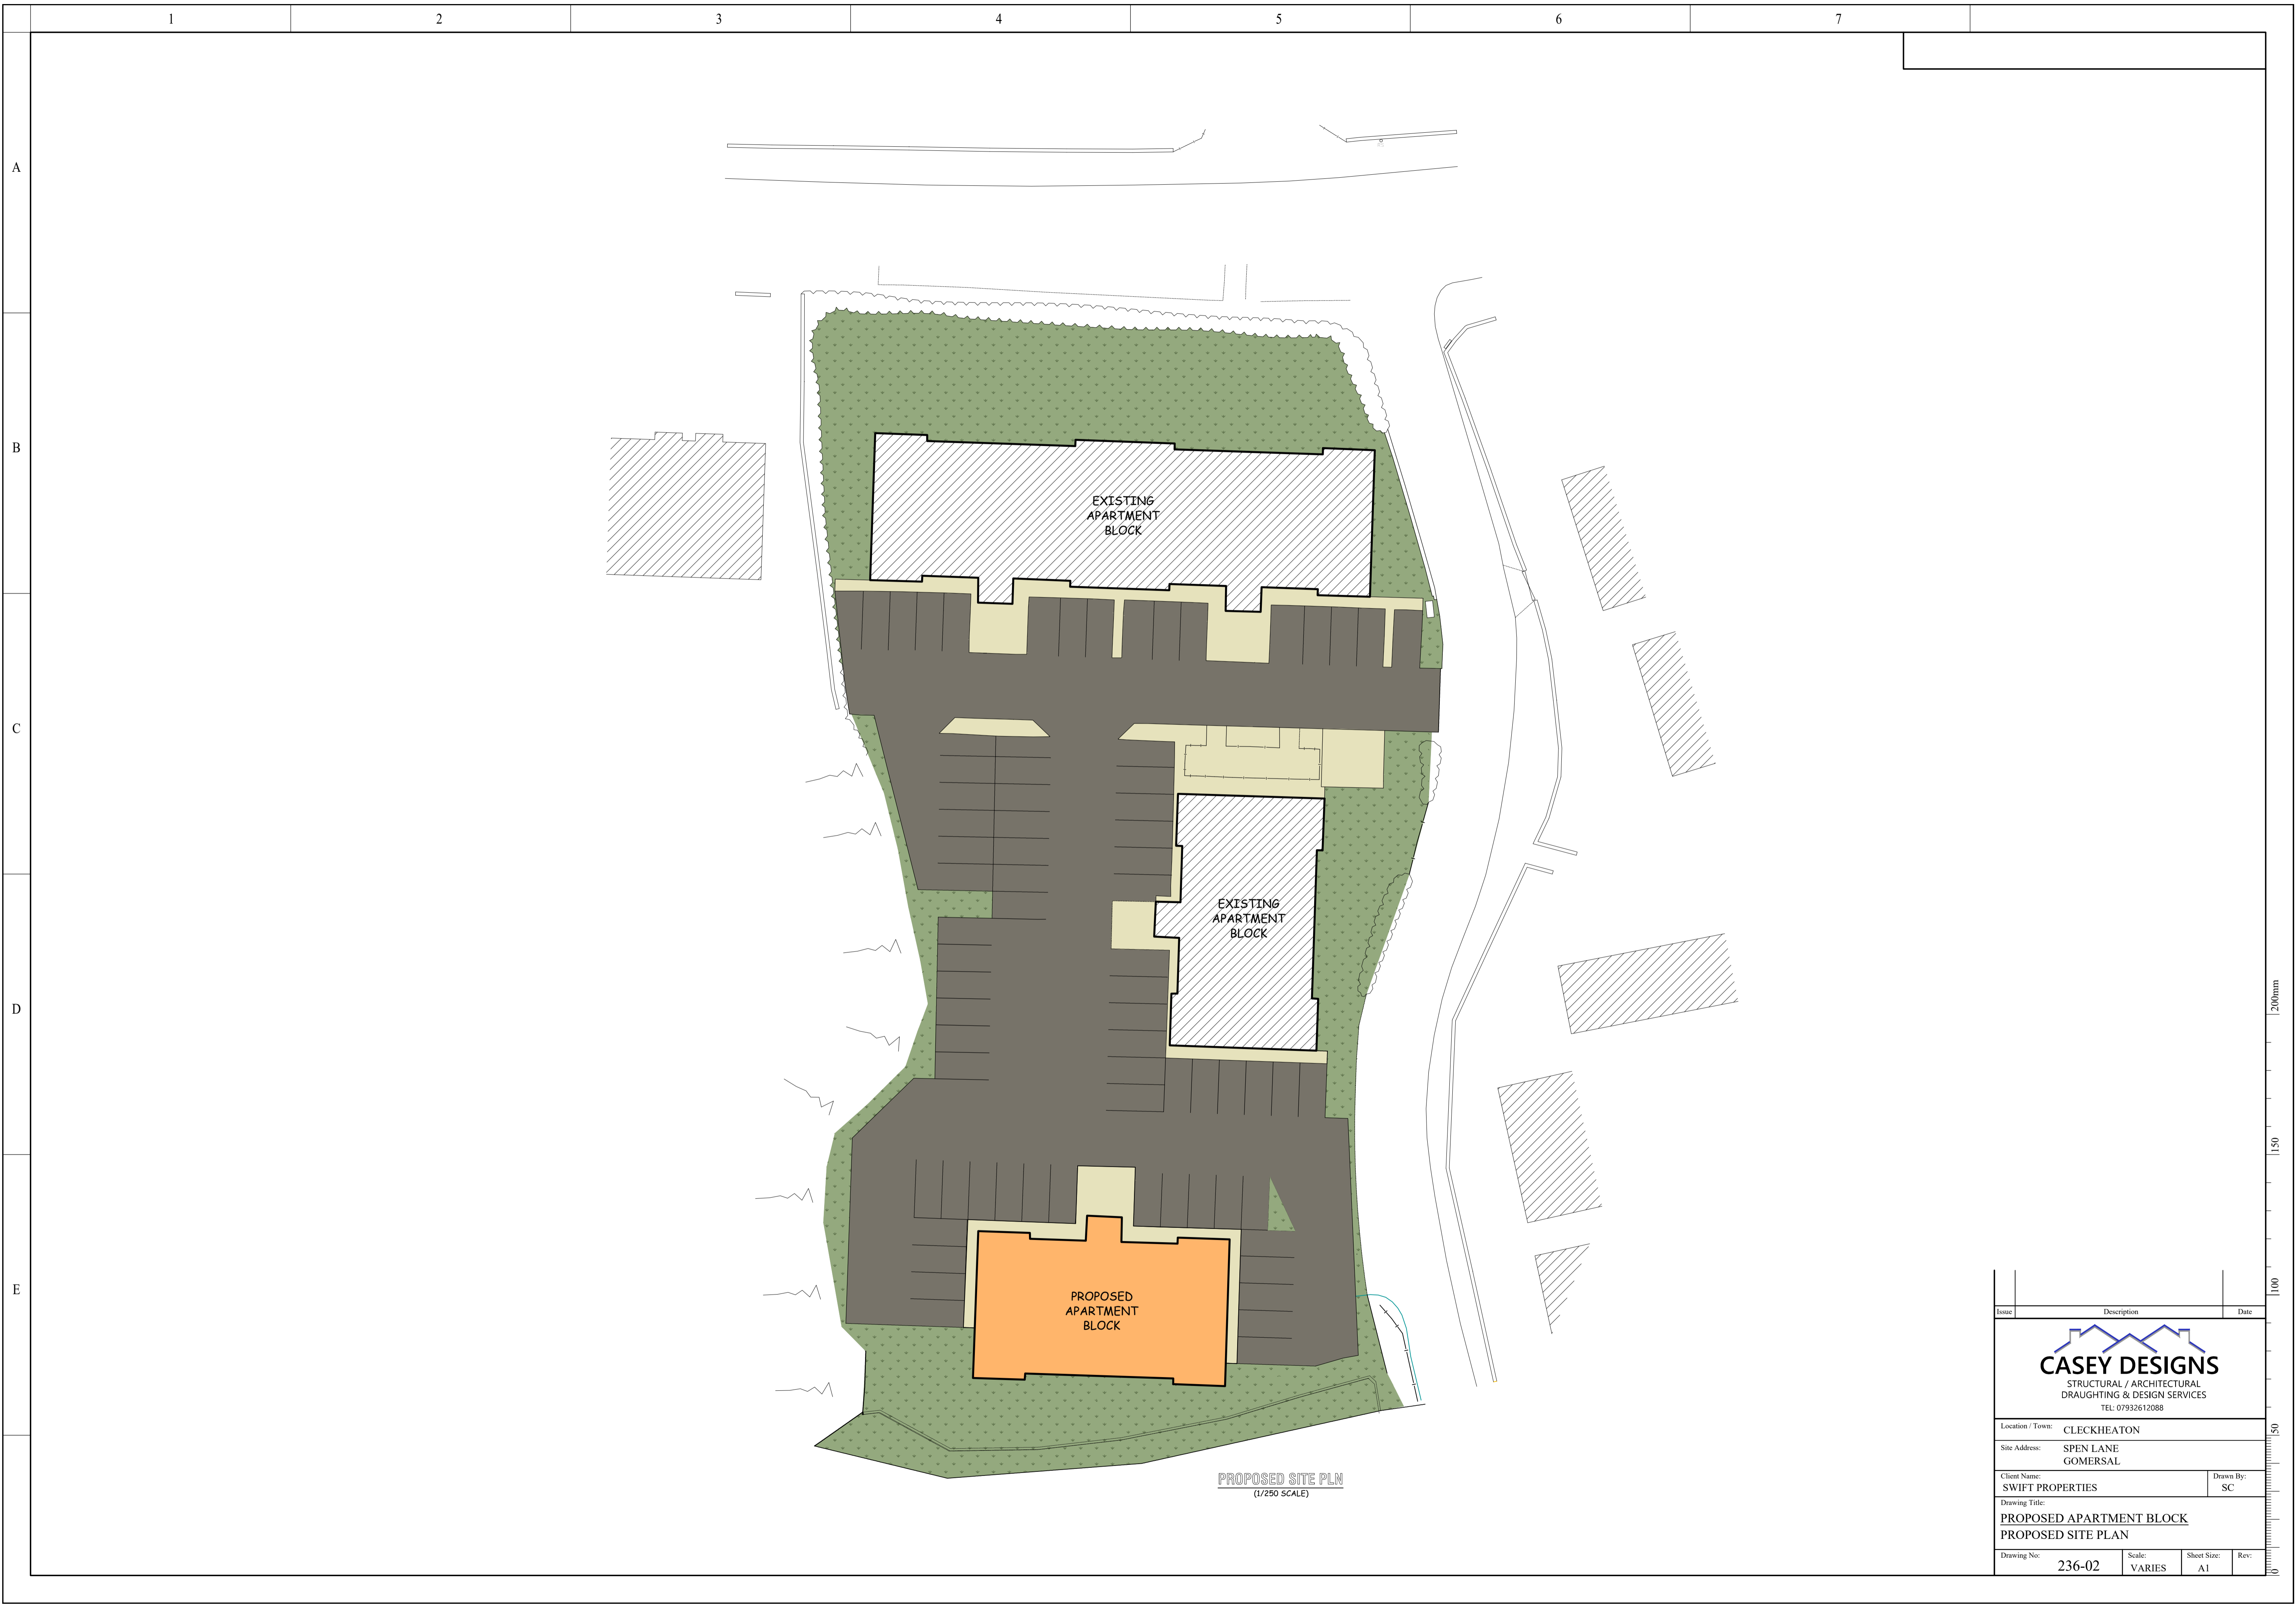 1 2 3 4 5 6 7
A
B
C
D
E
EXISTING
APARTMENT
BLOCK
EXISTING
APARTMENT
BLOCK
PROPOSED
APARTMENT
BLOCK
PROPOSED SITE PLN
(1/250 SCALE)
200mm
150
100
50
0
Issue Description Date
CASEY DESIGNS
STRUCTURAL / ARCHITECTURAL
DRAUGHTING & DESIGN SERVICES
TEL: 07932612088
Location / Town: CLECKHEATON
Site Address: SPEN LANE
GOMERSAL
Client Name: Drawn By:
SWIFT PROPERTIES SC
Drawing Title:
PROPOSED APARTMENT BLOCK
PROPOSED SITE PLAN
Drawing No: Scale: Sheet Size: Rev:
236-02 VARIES A1